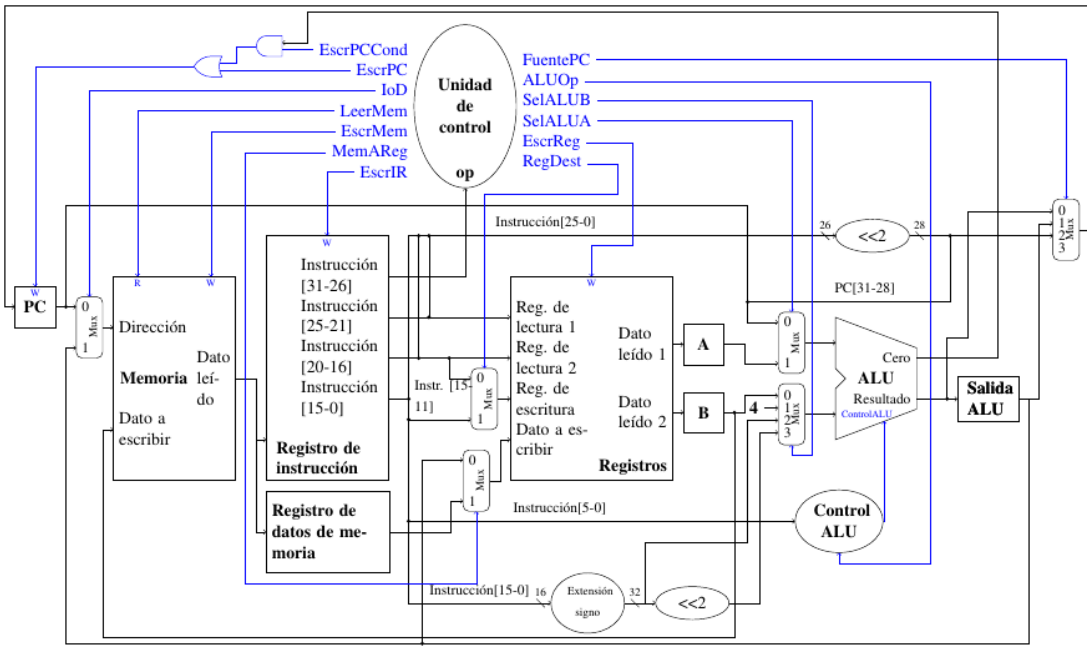 EscrPCCond
EscrPC
IoD
LeerMem
EscrMem
MemAReg
EscrIR
Unidad
de
control
op
FuentePC
ALUOp
SelALUB
SelALUA
EscrReg
RegDest
Instrucción[25-0]
26
<<2
28
0
1
2
3
Mux
PC[31-28]
W
PC
0
1
Mux
R
W
Dirección
Memoria
Dato
leí-
do
Dato a
escribir
W
Instrucción
[31-26]
Instrucción
[25-21]
Instrucción
[20-16]
Instrucción
[15-0]
Registro de
instrucción
Instr. [15-
11]
0
1
Mux
0
1
Mux
W
Reg. de
lectura 1
Reg. de
lectura 2
Reg. de
escritura
Dato a es-
cribir
Dato
leído 1
Dato
leído 2
Registros
A
B
4
0
1
Mux
0
1
2
3
Mux
Cero
ALU
Resultado
ControlALU
Salida
ALU
Registro de
datos de me-
moria
Instrucción[5-0]
Control
ALU
Instrucción[15-0]
16
Extensión
signo
32
<<2